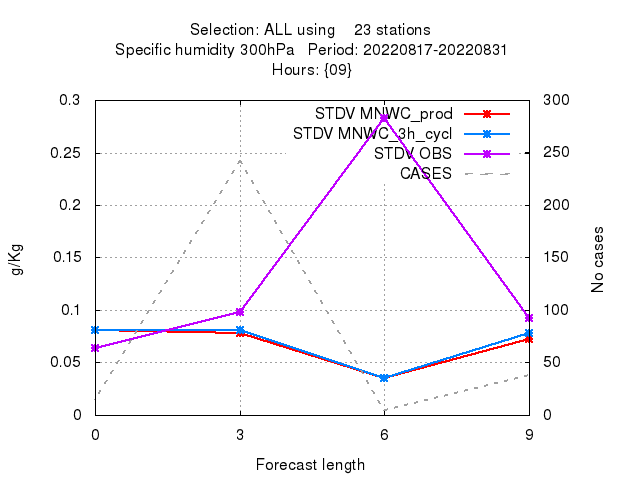 Selection: ALL using 23 stations
Specific humidity 300hPa Period: 20220817-20220831
Hours: {09}
0.3
0.25
0.2
0.15
0.1
0.05
0
g/Kg
STDV MNWC_prod
STDV MNWC_3h_cycl
STDV OBS
CASES
300
250
200
150
100
50
0
No cases
0 3 6 9
Forecast length